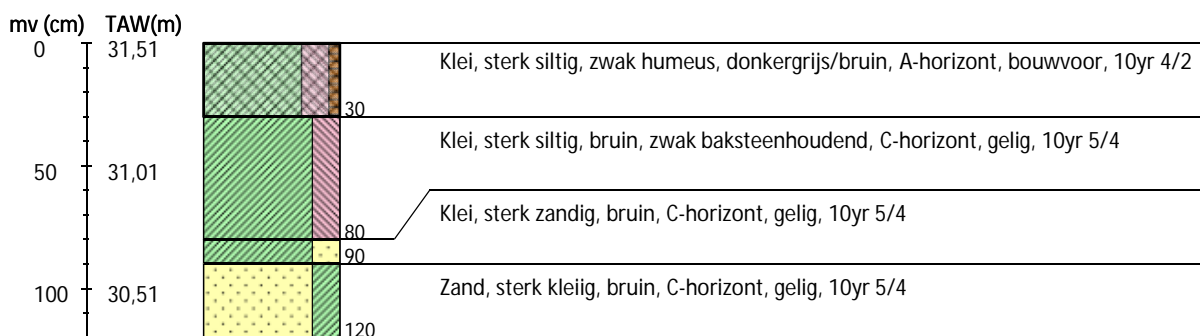 mv (cm) TAW(m)
0 31,51
Klei, sterk siltig, zwak humeus, donkergrijs/bruin, A-horizont, bouwvoor, 10yr 4/2
30
Klei, sterk siltig, bruin, zwak baksteenhoudend, C-horizont, gelig, 10yr 5/4
50 31,01
Klei, sterk zandig, bruin, C-horizont, gelig, 10yr 5/4
80
90
Zand, sterk kleiig, bruin, C-horizont, gelig, 10yr 5/4
100 30,51
120